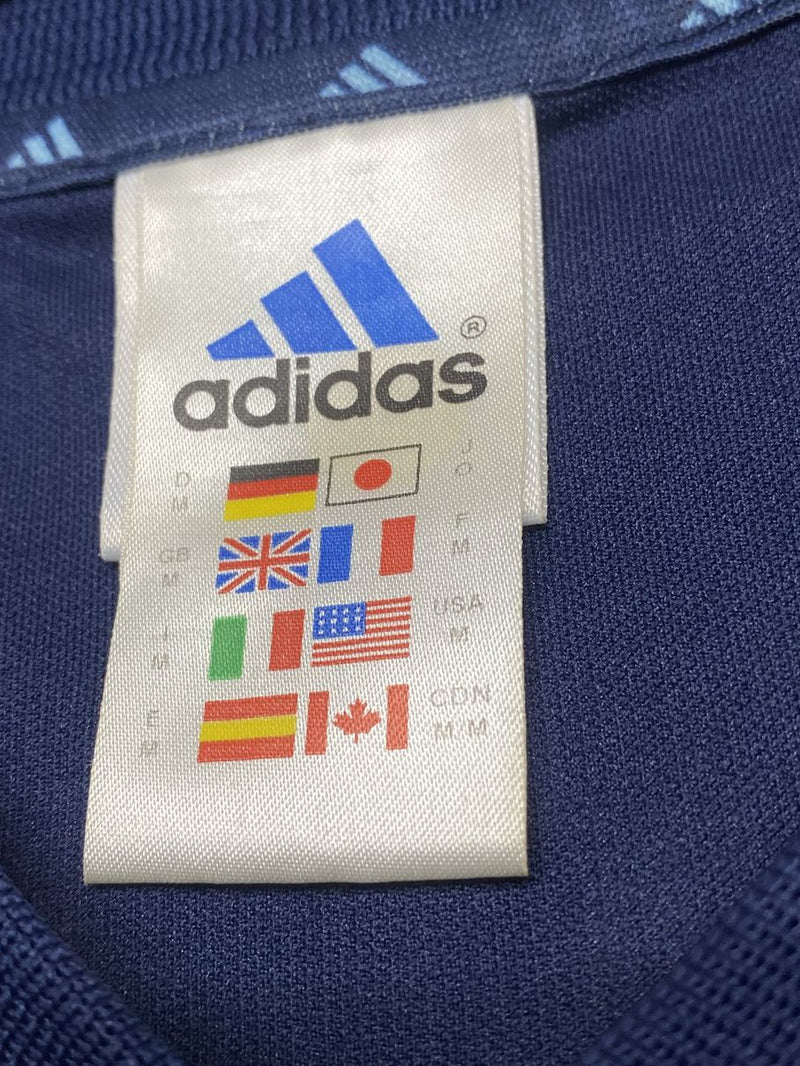 adidas ®
D J
M O
GB F
M M
I USA
M M
E CDN
M M M